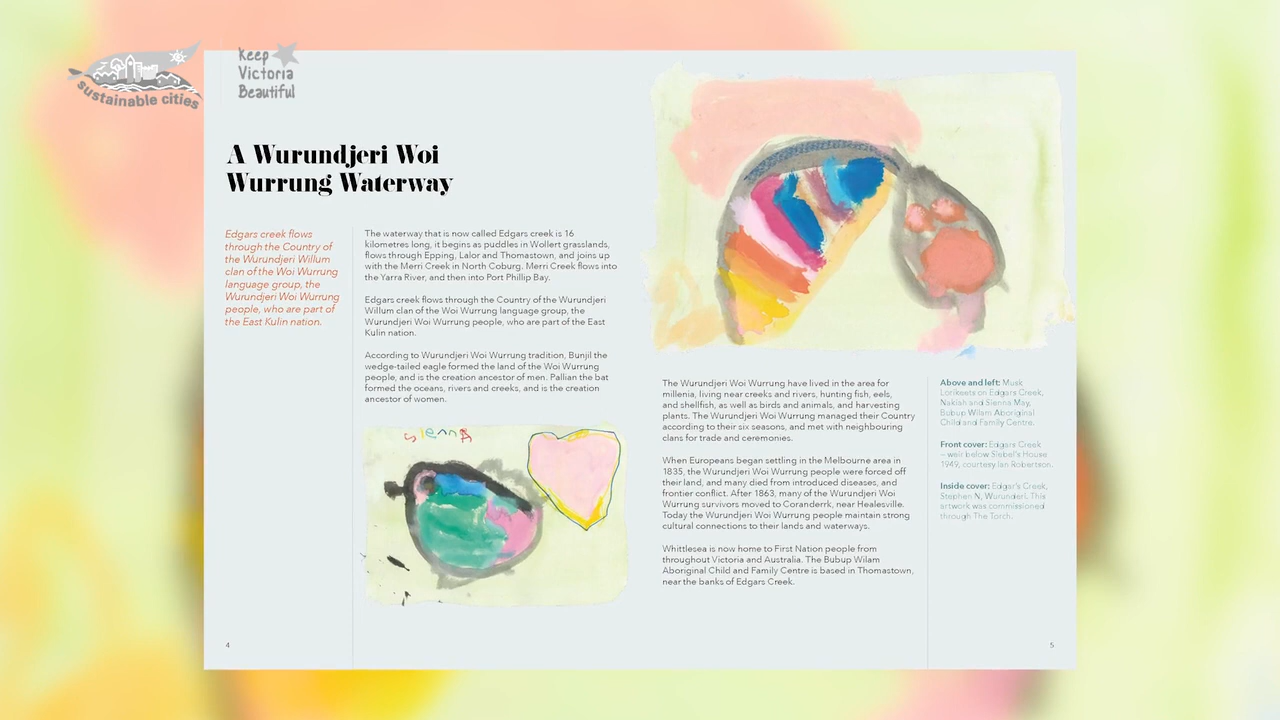 sustainable cities
Keep
Victoria
Beautiful
A Wurundjeri Woi
Wurrung Waterway
Edgars creek flows
through the Country of
the Wurundjeri Willum
clan of the Woi Wurrung
language group, the
Wurundjeri Woi Wurrung
people, who are part of
the East Kulin nation.
The waterway that is now called Edgars creek is 16
kilometres long, it begins as puddles in Wollert grasslands,
flows through Epping, Lalor and Thomastown, and joins up
with the Merri Creek in North Coburg. Merri Creek flows into
the Yarra River, and then into Port Phillip Bay.
Edgars creek flows through the Country of the Wurundjeri
Willum clan of the Woi Wurrung language group, the
Wurundjeri Woi Wurrung people, who are part of the East
Kulin nation.
According to Wurundjeri Woi Wurrung tradition, Bunjil the
wedge-tailed eagle formed the land of the Woi Wurrung
people, and is the creation ancestor of men. Pallian the bat
formed the oceans, rivers and creeks, and is the creation
ancestor of women.
sienna
4
The Wurundjeri Woi Wurrung have lived in the area for
millenia, living near creeks and rivers, hunting fish, eels,
and shellfish, as well as birds and animals, and harvesting
plants. The Wurundjeri Woi Wurrung managed their Country
according to their six seasons, and met with neighbouring
clans for trade and ceremonies.
When Europeans began settling in the Melbourne area in
1835, the Wurundjeri Woi Wurrung people were forced off
their land, and many died from introduced diseases, and
frontier conflict. After 1863, many of the Wurundjeri Woi
Wurrung survivors moved to Coranderrk, near Healesville.
Today the Wurundjeri Woi Wurrung people maintain strong
cultural connections to their lands and waterways.
Whittlesea is now home to First Nation people from
throughout Victoria and Australia. The Bubup Wilam
Aboriginal Child and Family Centre is based in Thomastown,
near the banks of Edgars Creek.
Above and left: Musk
Lorikeets on Edgars Creek,
Nakiah and Sienna May,
Bubup Wilam Aboriginal
Child and Family Centre.
Front cover: Edgars Creek
– weir below Siebel's House
1949, courtesy Ian Robertson.
Inside cover: Edgar's Creek,
Stephen N, Wurunderi. This
artwork was commissioned
through The Torch.
5